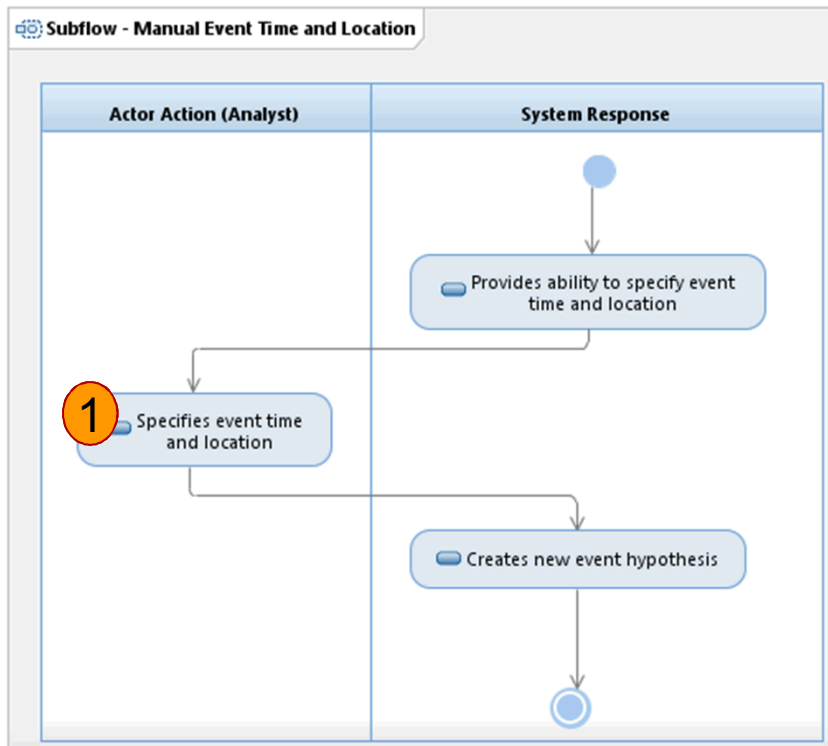 Subflow - Manual Event Time and Location
Actor Action (Analyst)
System Response
Provides ability to specify event
time and location
1
Specifies event time
and location
Creates new event hypothesis